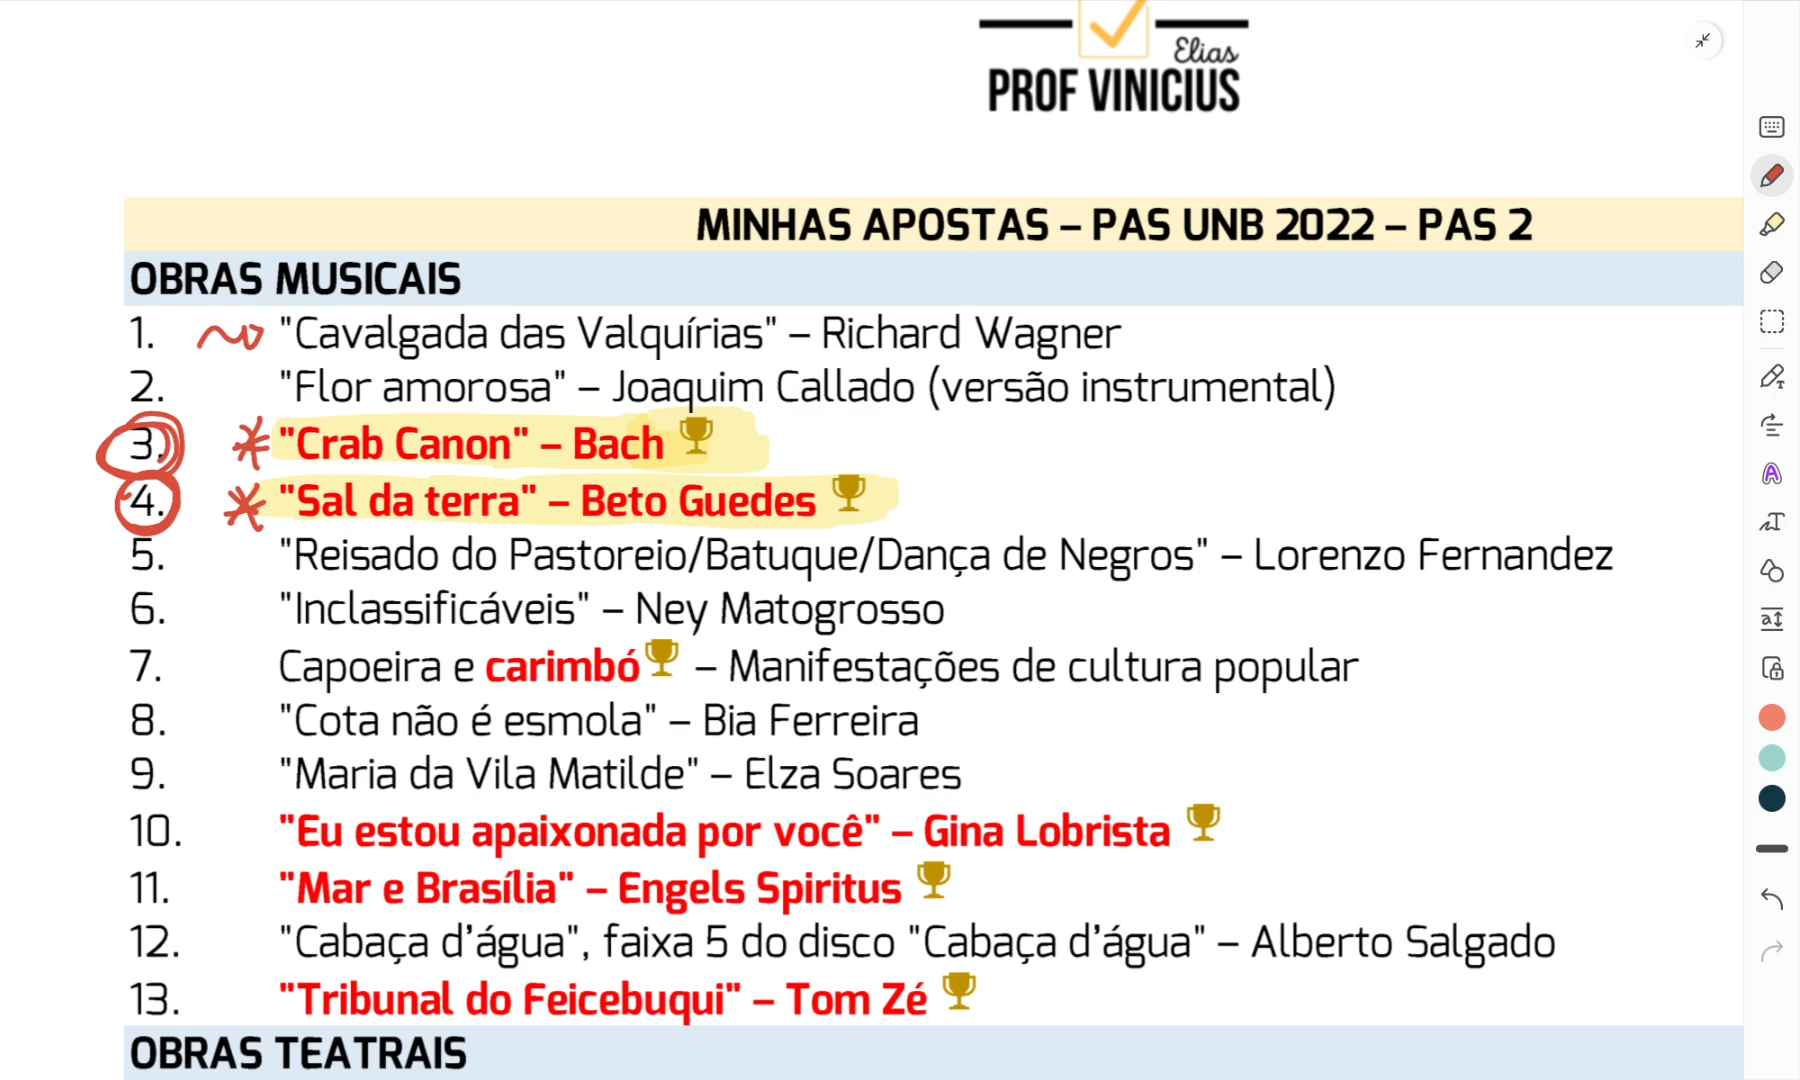 Elias
PROF VINICIUS
MINHAS APOSTAS – PAS UNB 2022 – PAS 2
OBRAS MUSICAIS
1. "Cavalgada das Valquírias" – Richard Wagner
2. "Flor amorosa" – Joaquim Callado (versão instrumental)
3. "Crab Canon" – Bach
4. "Sal da terra" – Beto Guedes
5. "Reisado do Pastoreio/Batuque/Dança de Negros" – Lorenzo Fernandez
6. "Inclassificáveis" – Ney Matogrosso
7. Capoeira e carimbó – Manifestações de cultura popular
8. "Cota não é esmola" – Bia Ferreira
9. "Maria da Vila Matilde" – Elza Soares
10. "Eu estou apaixonada por você" – Gina Lobrista
11. "Mar e Brasília" – Engels Spiritus
12. "Cabaça d’água", faixa 5 do disco "Cabaça d’água" – Alberto Salgado
13. "Tribunal do Feicebuqui" – Tom Zé
OBRAS TEATRAIS